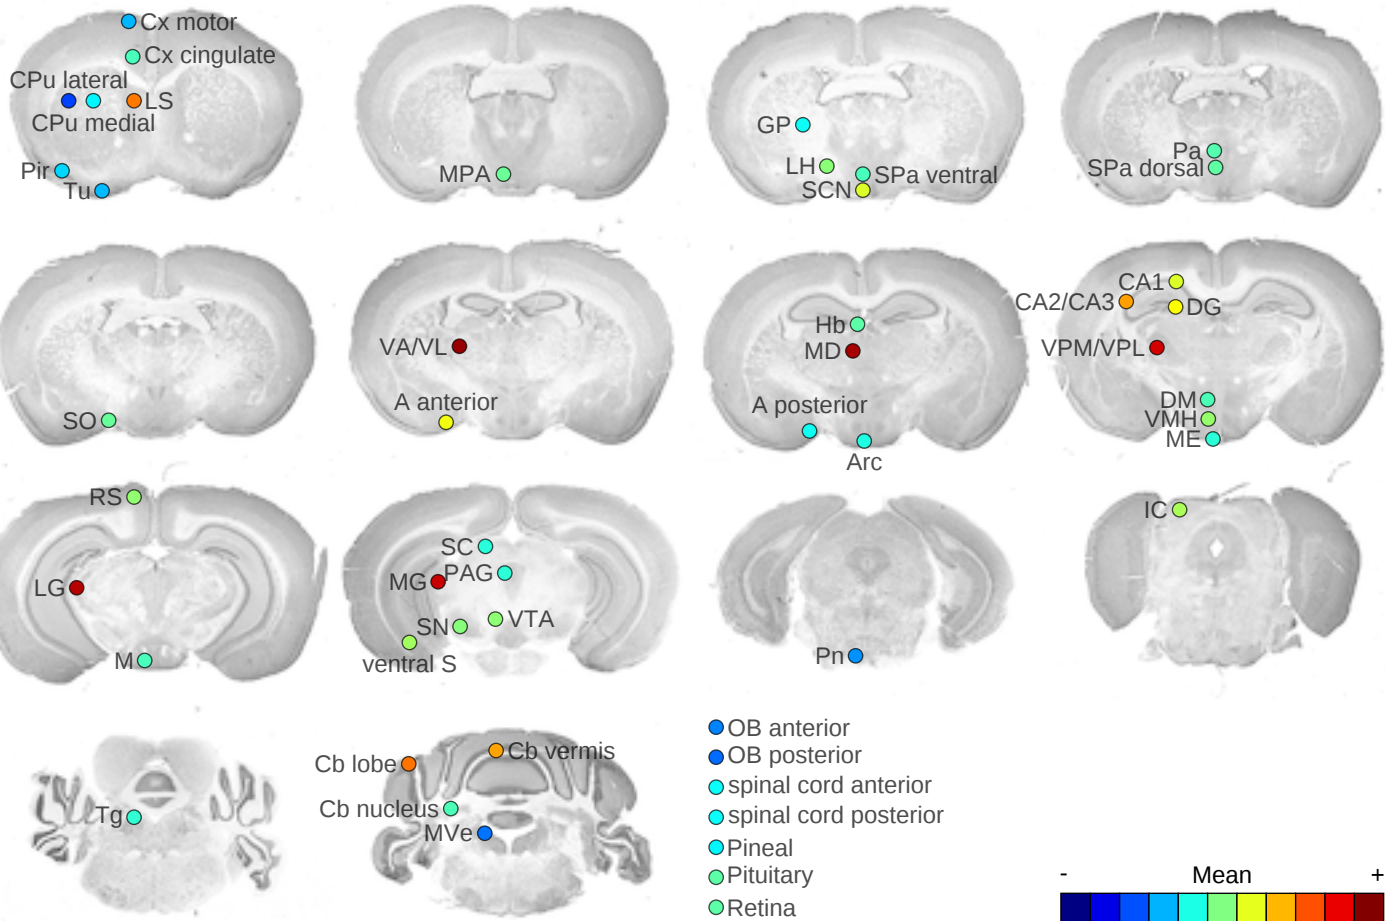 Cx motor
Cx cingulate
CPu lateral
LS
CPu medial
Pir
Tu
MPA
GP
LH
SPa ventral
SCN
Pa
SPa dorsal
SO
VA/VL
A anterior
Hb
MD
A posterior
Arc
CA1
CA2/CA3
DG
VPM/VPL
DM
VMH
ME
RS
LG
M
SC
MG
PAG
SN
VTA
ventral S
Pn
IC
Tg
Cb lobe
Cb vermis
Cb nucleus
MVe
OB anterior
OB posterior
spinal cord anterior
spinal cord posterior
Pineal
Pituitary
Retina
- Mean +